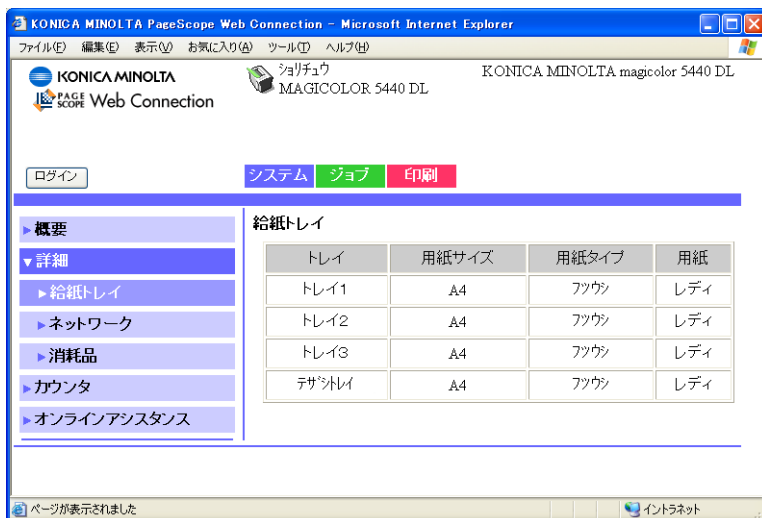 KONICA MINOLTA PageScope Web Connection - Microsoft Internet Explorer
ファイル(F) 編集(E) 表示(V) お気に入り(A) ツール(T) ヘルプ(H)
KONICA MINOLTA
PAGE SCOPE Web Connection
ショリチュウ
MAGICOLOR 5440 DL
KONICA MINOLTA magicolor 5440 DL
ログイン
システム ジョブ 印刷
概要
詳細
給紙トレイ
ネットワーク
消耗品
カウンタ
オンラインアシスタンス
給紙トレイ
トレイ 用紙サイズ 用紙タイプ 用紙
トレイ1 A4 フツウシ レディ
トレイ2 A4 フツウシ レディ
トレイ3 A4 フツウシ レディ
テザシトレイ A4 フツウシ レディ
ページが表示されました イントラネット